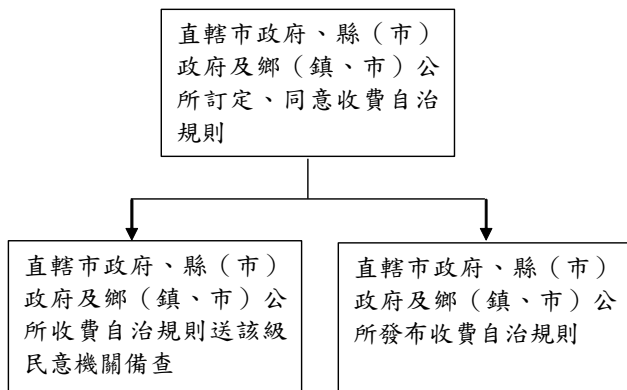 直轄市政府、縣（市）
政府及鄉（鎮、市）公
所訂定、同意收費自治
規則
直轄市政府、縣（市）
政府及鄉（鎮、市）公
所收費自治規則送該級
民意機關備查
直轄市政府、縣（市）
政府及鄉（鎮、市）公
所發布收費自治規則